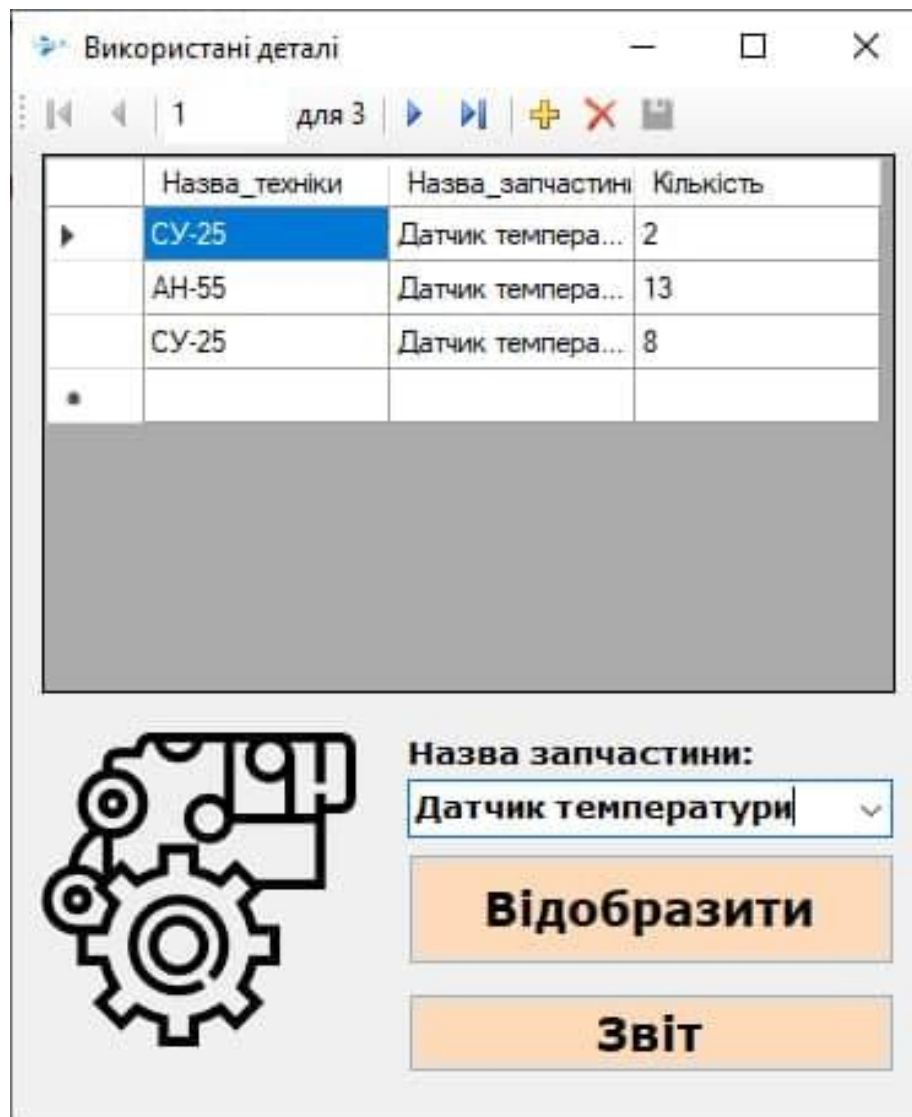 Використані деталі
1 для 3
Назва_техніки Назва_запчастини Кількість
СУ-25 Датчик темпера... 2
АН-55 Датчик темпера... 13
СУ-25 Датчик темпера... 8
Назва запчастини:
Датчик температури
Відобразити
Звіт